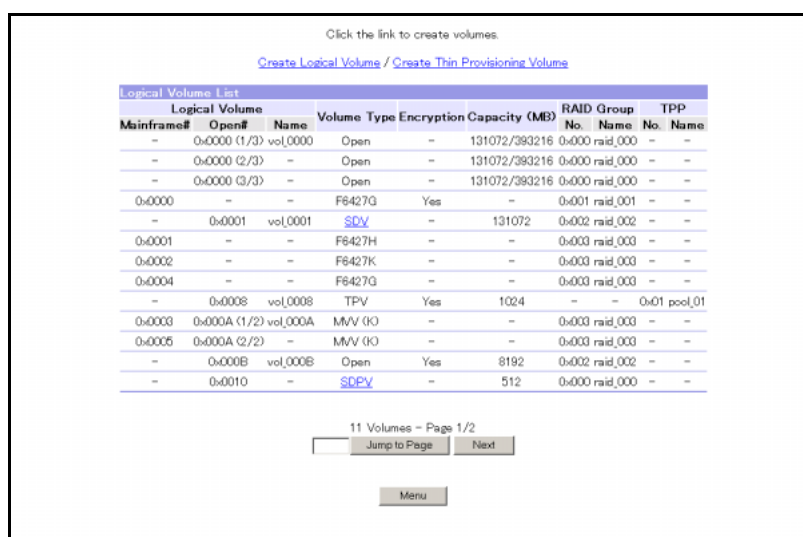 Click the link to create volumes.
Create Logical Volume / Create Thin Provisioning Volume
Logical Volume List
Logical Volume Volume Type Encryption Capacity (MB) RAID Group TPP
Mainframe# Open# Name No. Name No. Name
- 0x0000 (1/3) vol_0000 Open - 131072/393216 0x000 raid_000 - -
- 0x0000 (2/3) - Open - 131072/393216 0x000 raid_000 - -
- 0x0000 (3/3) - Open - 131072/393216 0x000 raid_000 - -
0x0000 - - F6427G Yes - 0x001 raid_001 - -
- 0x0001 vol_0001 SDV - 131072 0x002 raid_002 - -
0x0001 - - F6427H - - 0x003 raid_003 - -
0x0002 - - F6427K - - 0x003 raid_003 - -
0x0004 - - F6427G - - 0x003 raid_003 - -
- 0x0008 vol_0008 TPV Yes 1024 - - 0x01 pool_01
0x0003 0x000A (1/2) vol_000A MVV (K) - - 0x003 raid_003 - -
0x0005 0x000A (2/2) - MVV (K) - - 0x003 raid_003 - -
- 0x000B vol_000B Open Yes 8192 0x002 raid_002 - -
- 0x0010 - SDPV - 512 0x000 raid_000 - -
11 Volumes - Page 1/2
Jump to Page Next
Menu